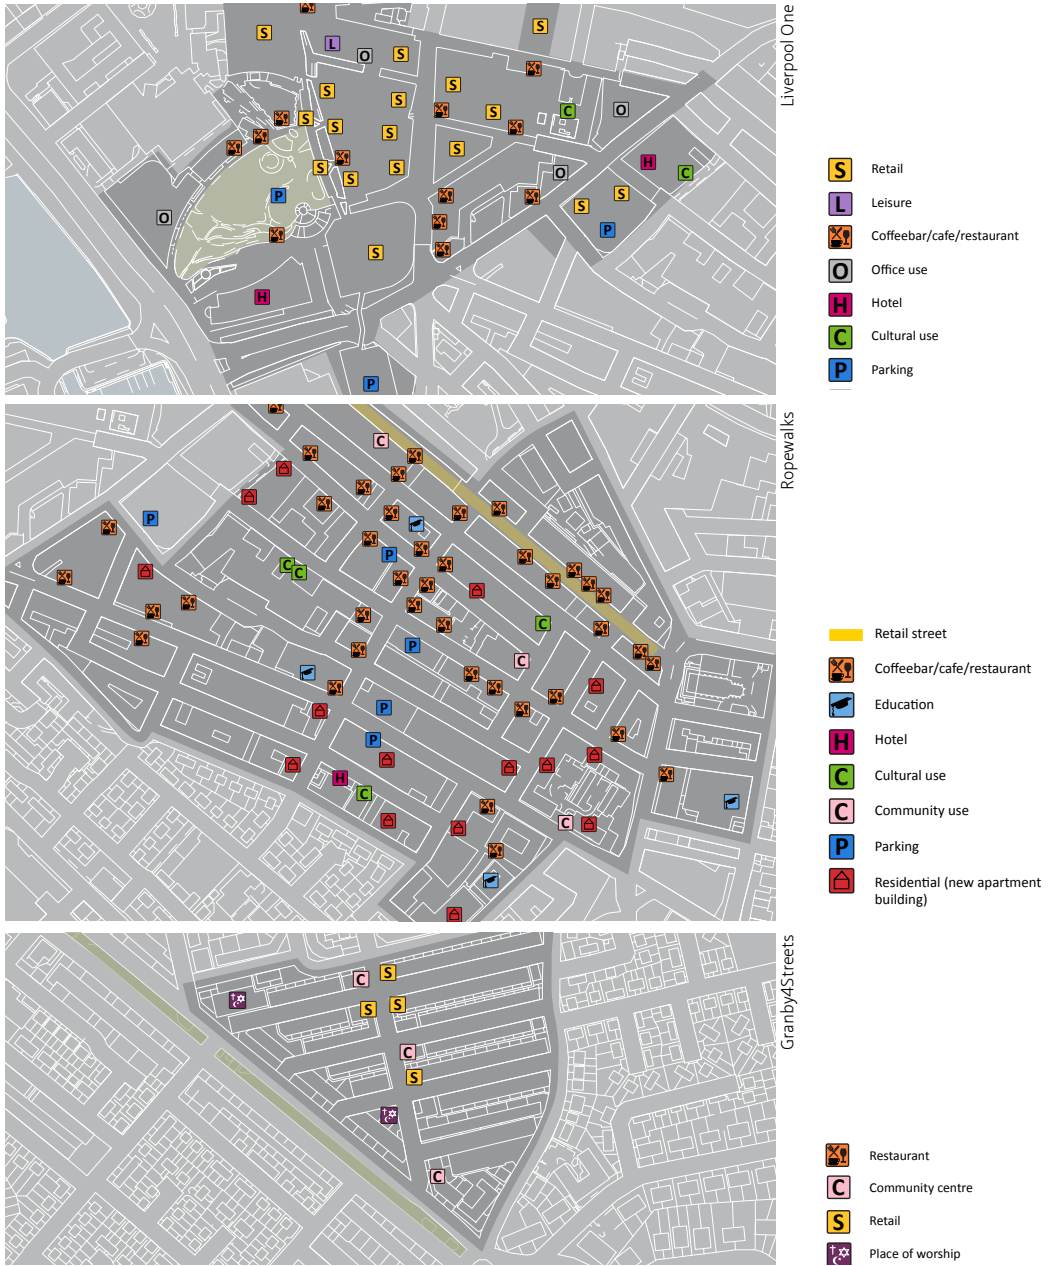 Liverpool One
S Retail
L Leisure
Coffeebar/cafe/restaurant
O Office use
H Hotel
C Cultural use
P Parking
Ropewalks
Retail street
Coffeebar/cafe/restaurant
Education
H Hotel
C Cultural use
C Community use
P Parking
Residential (new apartment
building)
Granby4Streets
Restaurant
C Community centre
S Retail
Place of worship